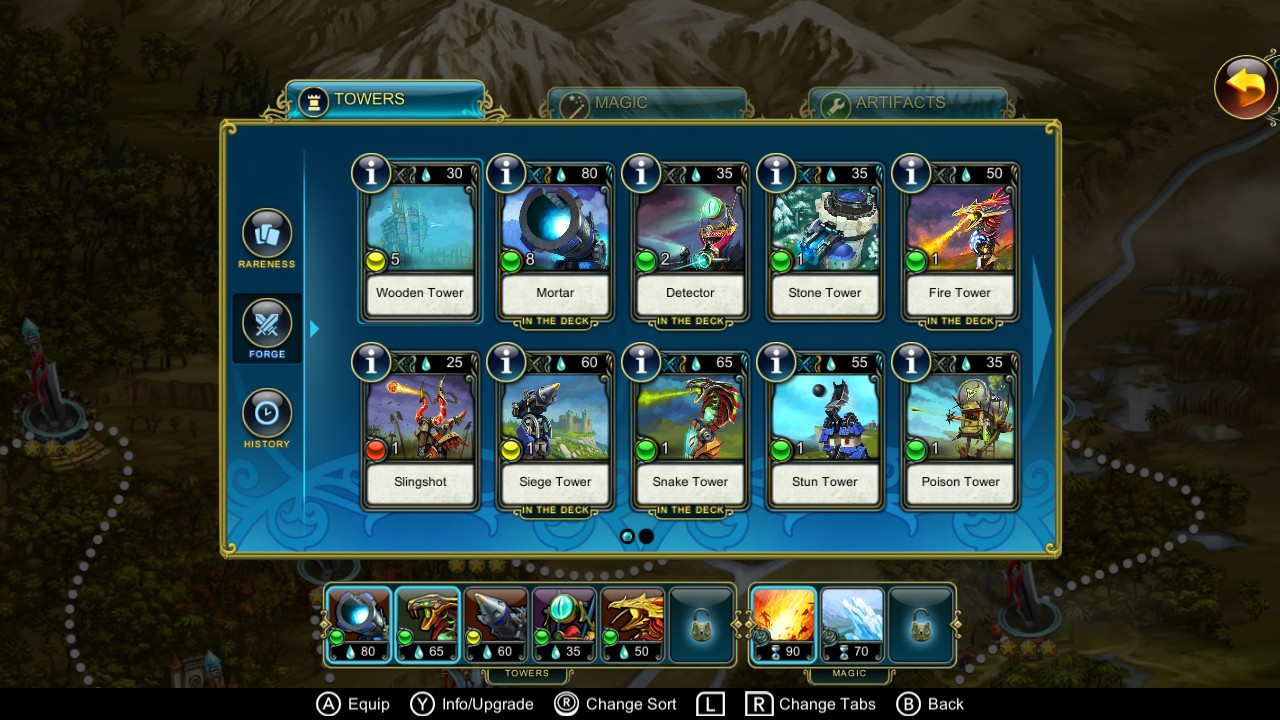 TOWERS
MAGIC
ARTIFACTS
RARENESS
FORGE
HISTORY
i 30
i 80
i 35
i 35
i 50
5
8
2
1
1
Wooden Tower
Mortar
Detector
Stone Tower
Fire Tower
IN THE DECK
IN THE DECK
IN THE DECK
i 25
i 60
i 65
i 55
i 35
1
1
1
1
1
Slingshot
Siege Tower
Snake Tower
Stun Tower
Poison Tower
IN THE DECK
IN THE DECK
80
65
60
35
50
90
70
TOWERS
MAGIC
A Equip
Y Info/Upgrade
R Change Sort
L
R Change Tabs
B Back